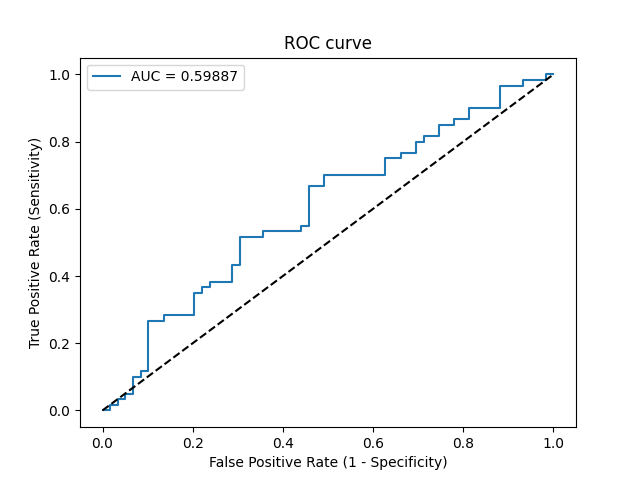 ROC curve
AUC = 0.59887
True Positive Rate (Sensitivity)
1.0
0.8
0.6
0.4
0.2
0.0
0.0 0.2 0.4 0.6 0.8 1.0
False Positive Rate (1 - Specificity)